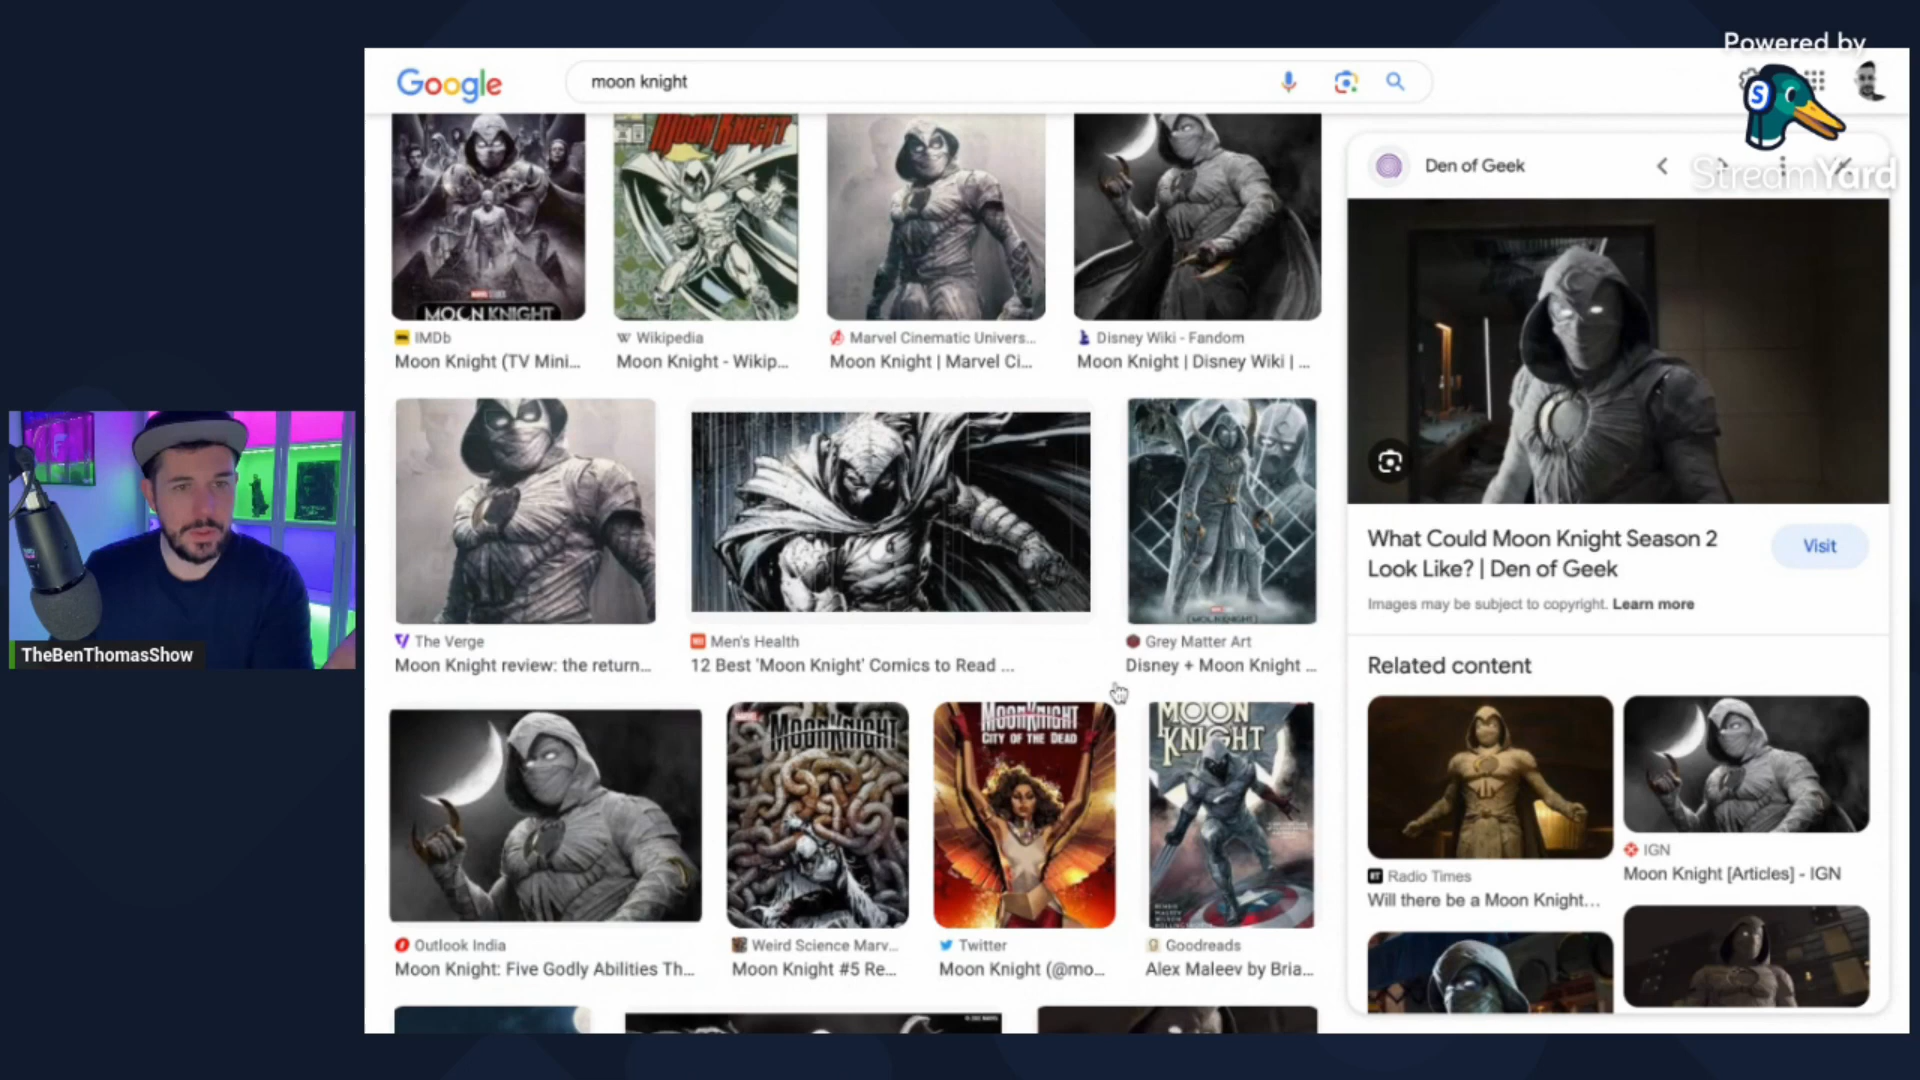 Powered by
StreamYard
Google
moon knight
MOON KNIGHT
MOON KNIGHT
IMDb
Moon Knight (TV Mini...
W Wikipedia
Moon Knight - Wikip...
Marvel Cinematic Univers...
Moon Knight | Marvel Ci...
Disney Wiki - Fandom
Moon Knight | Disney Wiki | ...
Den of Geek
The Verge
Moon Knight review: the return...
Men's Health
12 Best 'Moon Knight' Comics to Read ...
Grey Matter Art
Disney + Moon Knight ...
What Could Moon Knight Season 2
Look Like? | Den of Geek
Visit
Images may be subject to copyright. Learn more
Related content
TheBenThomasShow
MOONKNIGHT
MOONKNIGHT
CITY OF THE DEAD
MOON
KNIGHT
Outlook India
Moon Knight: Five Godly Abilities Th...
Weird Science Marv...
Moon Knight #5 Re...
Twitter
Moon Knight (@mo...
Goodreads
Alex Maleev by Bria...
Radio Times
Will there be a Moon Knight...
IGN
Moon Knight [Articles] - IGN